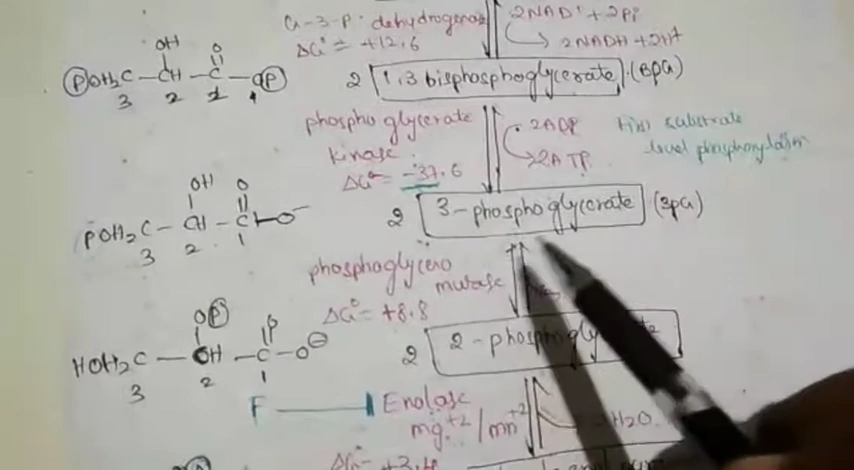 G-3-P. dehydrogenase
2NAD⁺ + 2Pi
ΔG° = +12.6
2NADH + 2H⁺
OH O
ⓅOH₂C — CH — C — OⓅ
3 2 1
2 1,3 bisphosphoglycerate (BPG)
phospho glycerate
kinase
2ADP
2ATP
substrate
level phosphorylation
ΔG° = -37.6
OH O
POH₂C — CH — C — O⁻
3 2 1
2 3-phosphoglycerate (3PG)
phosphoglycero
mutase
ΔG° = +8.8
OⓅ
HOH₂C — CH — C — O⊖
3 2 1
2 2-phosphogly
F Enolase
mg⁺² / mn⁺²
H₂O